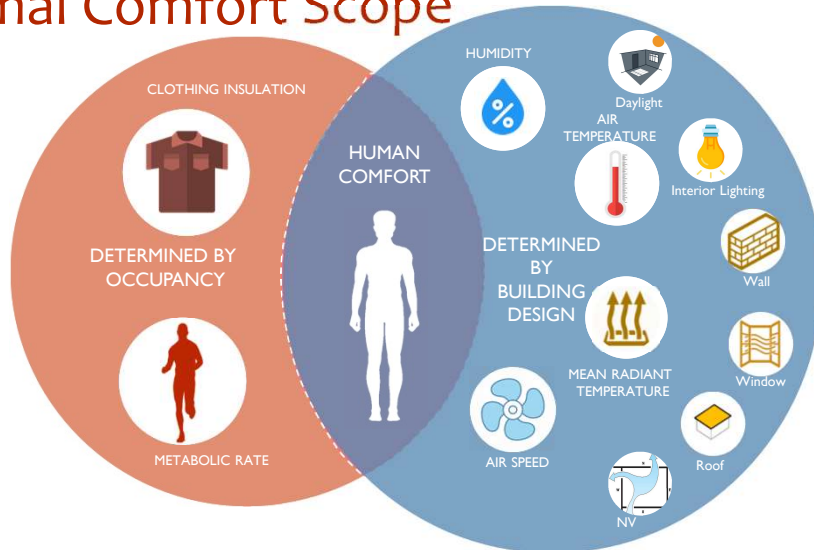 nal Comfort Scope
CLOTHING INSULATION
DETERMINED BY
OCCUPANCY
METABOLIC RATE
HUMAN
COMFORT
HUMIDITY
%
Daylight
AIR
TEMPERATURE
Interior Lighting
DETERMINED
BY
BUILDING
DESIGN
Wall
MEAN RADIANT
TEMPERATURE
Window
AIR SPEED
Roof
NV